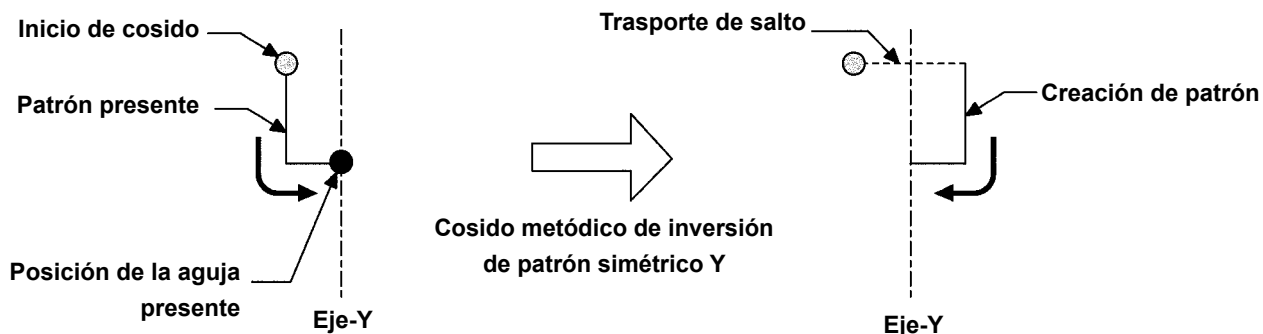 Inicio de cosido
Patrón presente
Posición de la aguja
presente
Eje-Y
Cosido metódico de inversión
de patrón simétrico Y
Trasporte de salto
Creación de patrón
Eje-Y